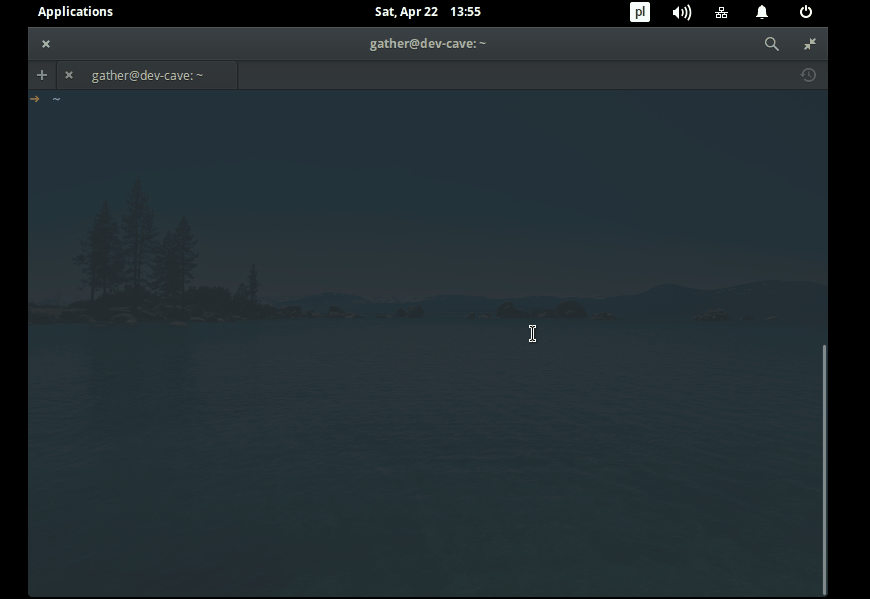 Applications Sat, Apr 22 13:55 pl
gather@dev-cave: ~
gather@dev-cave: ~
→ ~